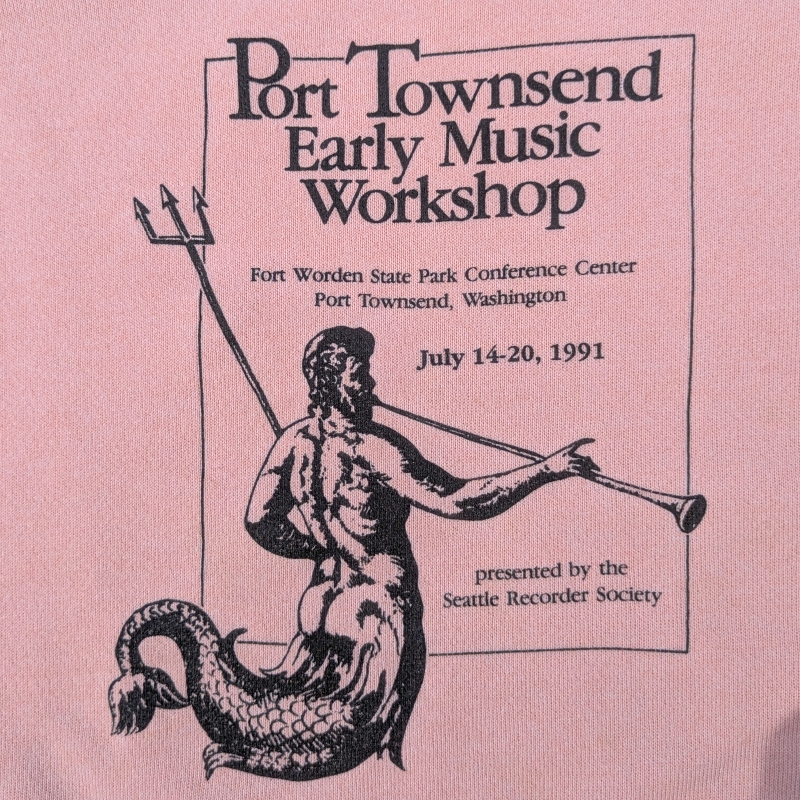 Port Townsend
Early Music
Workshop
Fort Worden State Park Conference Center
Port Townsend, Washington
July 14-20, 1991
presented by the
Seattle Recorder Society